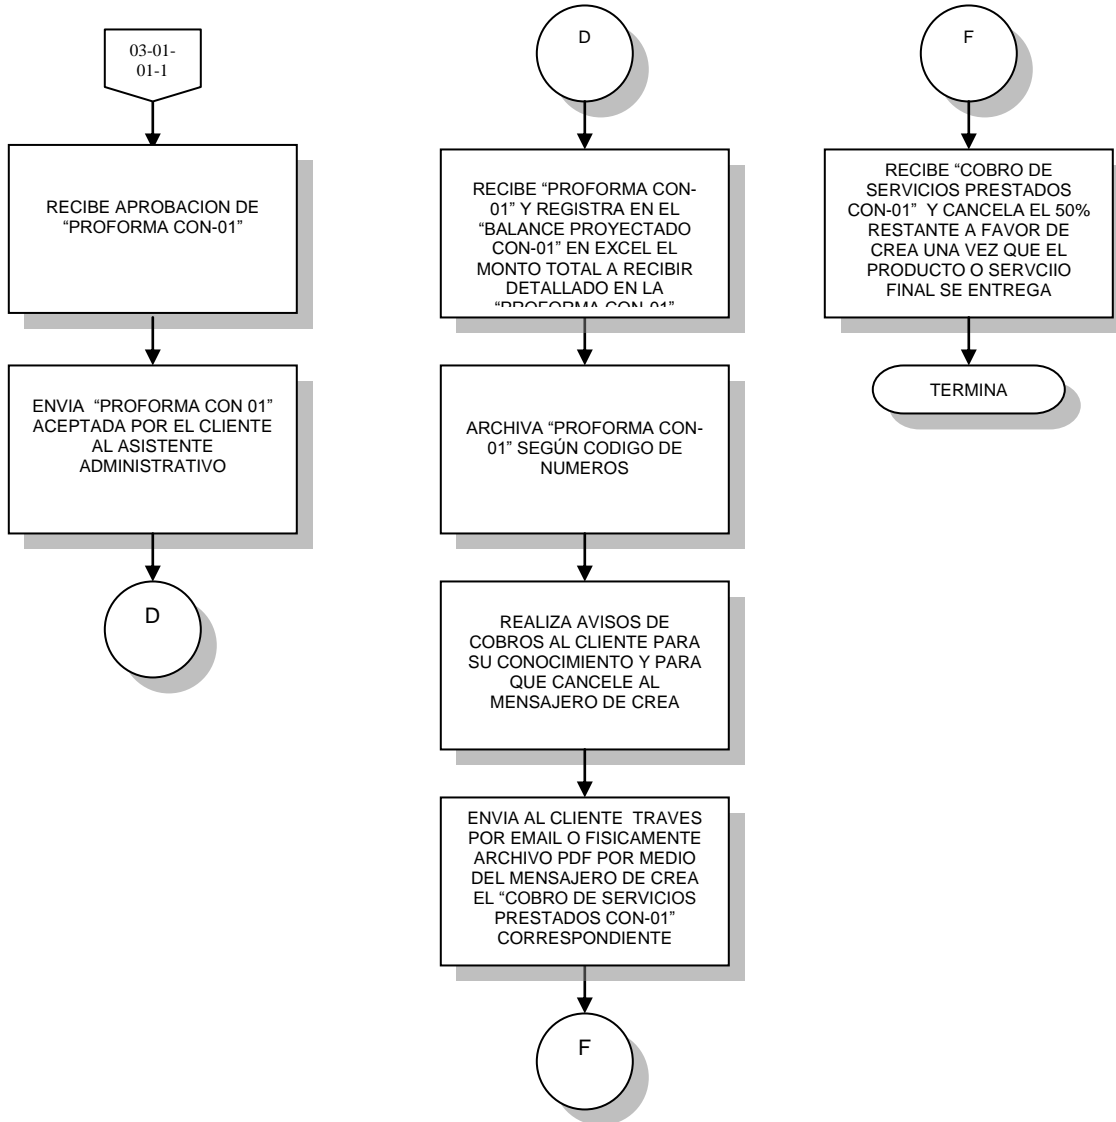 03-01-
01-1
RECIBE APROBACION DE
“PROFORMA CON-01”
ENVIA “PROFORMA CON 01”
ACEPTADA POR EL CLIENTE
AL ASISTENTE
ADMINISTRATIVO
D
D
RECIBE “PROFORMA CON-
01” Y REGISTRA EN EL
“BALANCE PROYECTADO
CON-01” EN EXCEL EL
MONTO TOTAL A RECIBIR
DETALLADO EN LA
“PROFORMA CON-01”
ARCHIVA “PROFORMA CON-
01” SEGÚN CODIGO DE
NUMEROS
REALIZA AVISOS DE
COBROS AL CLIENTE PARA
SU CONOCIMIENTO Y PARA
QUE CANCELE AL
MENSAJERO DE CREA
ENVIA AL CLIENTE TRAVES
POR EMAIL O FISICAMENTE
ARCHIVO PDF POR MEDIO
DEL MENSAJERO DE CREA
EL “COBRO DE SERVICIOS
PRESTADOS CON-01”
CORRESPONDIENTE
F
F
RECIBE “COBRO DE
SERVICIOS PRESTADOS
CON-01” Y CANCELA EL 50%
RESTANTE A FAVOR DE
CREA UNA VEZ QUE EL
PRODUCTO O SERVCIIO
FINAL SE ENTREGA
TERMINA